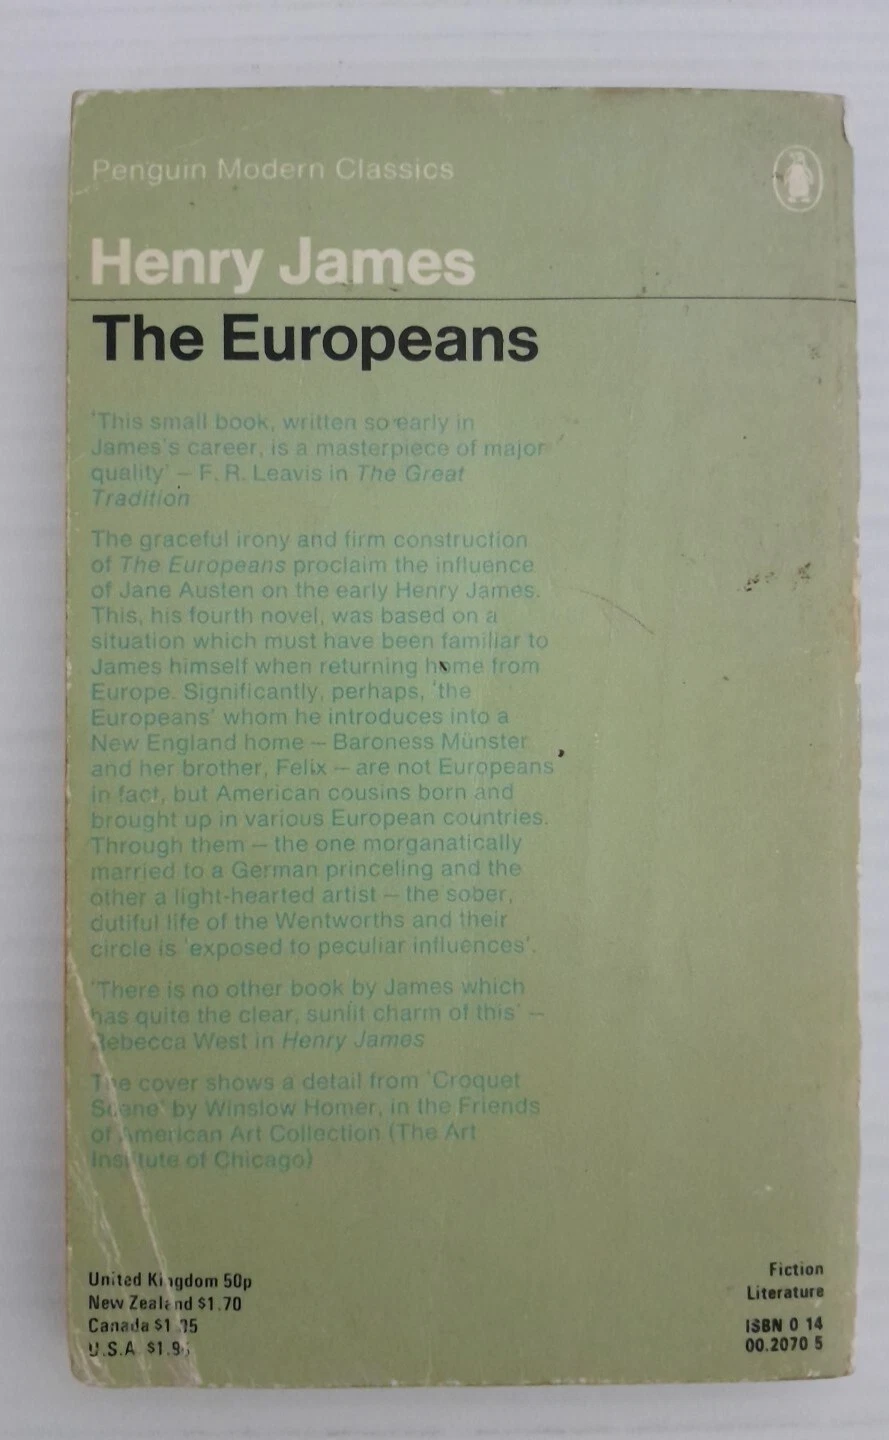 Penguin Modern Classics
Henry James
The Europeans
'This small book, written so early in
James's career, is a masterpiece of major
quality' – F. R. Leavis in The Great
Tradition
The graceful irony and firm construction
of The Europeans proclaim the influence
of Jane Austen on the early Henry James.
This, his fourth novel, was based on a
situation which must have been familiar to
James himself when returning home from
Europe. Significantly, perhaps, 'the
Europeans' whom he introduces into a
New England home – Baroness Münster
and her brother, Felix – are not Europeans
in fact, but American cousins born and
brought up in various European countries.
Through them – the one morganatically
married to a German princeling and the
other a light-hearted artist – the sober,
dutiful life of the Wentworths and their
circle is 'exposed to peculiar influences'.
'There is no other book by James which
has quite the clear, sunlit charm of this' –
Rebecca West in Henry James
The cover shows a detail from 'Croquet
Scene' by Winslow Homer, in the Friends
of American Art Collection (The Art
Institute of Chicago)
United Kingdom 50p
New Zealand $1.70
Canada
U.S.A.
Fiction
Literature
ISBN 0 14
00.2070 5